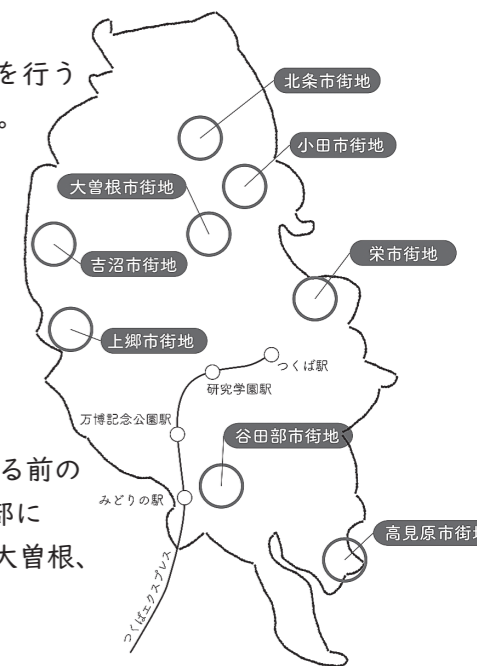 を行う
。
北条市街地
小田市街地
大曽根市街地
栄市街地
吉沼市街地
上郷市街地
つくば駅
研究学園駅
万博記念公園駅
谷田部市街地
る前の
みどりの駅
部に
高見原市街地
大曽根、
つくばエクスプレス